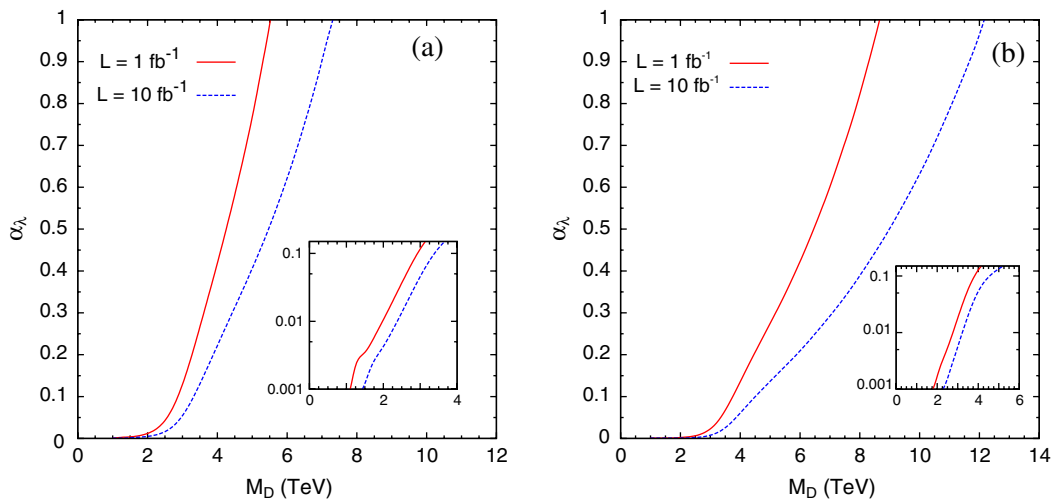 (a)
L = 1 fb⁻¹
L = 10 fb⁻¹
1
0.9
0.8
0.7
0.6
0.5
0.4
0.3
0.2
0.1
0
α_λ
0.1
0.01
0.001
0 2 4
0 2 4 6 8 10 12
M_D (TeV)
(b)
L = 1 fb⁻¹
L = 10 fb⁻¹
1
0.9
0.8
0.7
0.6
0.5
0.4
0.3
0.2
0.1
0
α_λ
0.1
0.01
0.001
0 2 4 6
0 2 4 6 8 10 12 14
M_D (TeV)